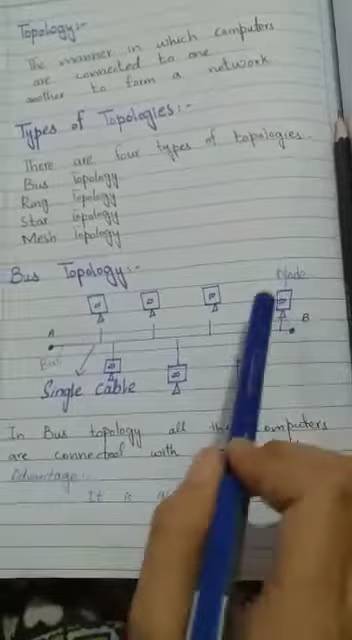 Topology:-
The manner in which computers
are connected to one
another to form a network
Types of Topologies:-
There are four types of topologies.
Bus Topology
Ring Topology
Star Topology
Mesh Topology
Bus Topology:-
Node
A
B
Bus
Single cable
In Bus topology all the computers
are connected with
Advantage:-
It is